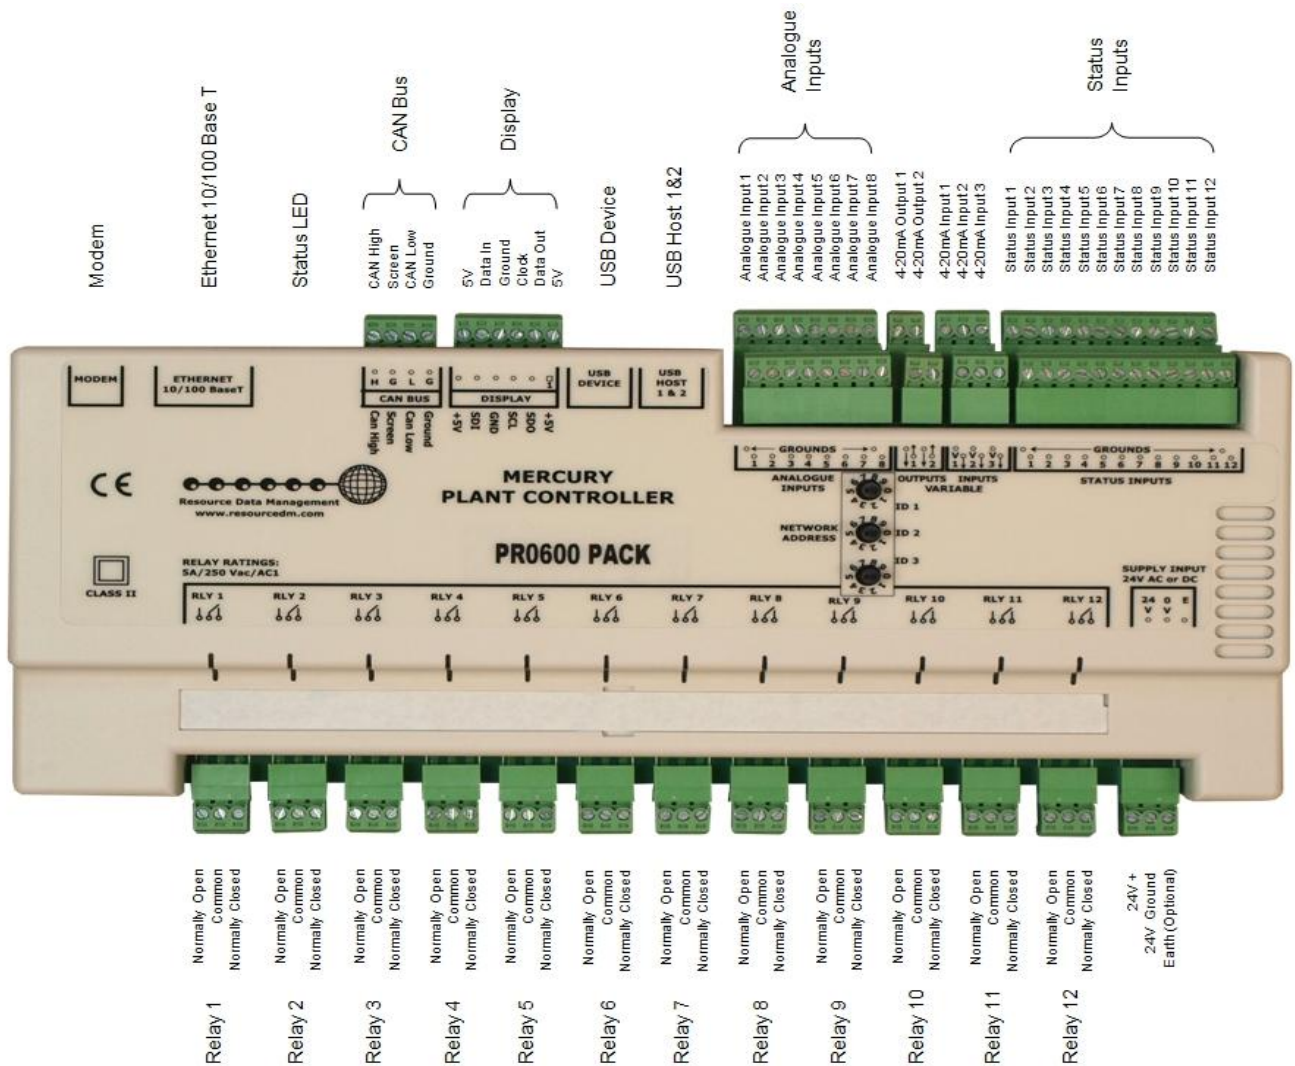 Analogue
Inputs
Status
Inputs
Modem
Ethernet 10/100 Base T
Status LED
CAN Bus
Display
USB Device
USB Host 1&2
CAN High
Screen
CAN Low
Ground
5V
Data In
Ground
Clock
Data Out
5V
Analogue Input 1
Analogue Input 2
Analogue Input 3
Analogue Input 4
Analogue Input 5
Analogue Input 6
Analogue Input 7
Analogue Input 8
4-20mA Output 1
4-20mA Output 2
4-20mA Input 1
4-20mA Input 2
4-20mA Input 3
Status Input 1
Status Input 2
Status Input 3
Status Input 4
Status Input 5
Status Input 6
Status Input 7
Status Input 8
Status Input 9
Status Input 10
Status Input 11
Status Input 12
MODEM
ETHERNET
10/100 BaseT
H G L G
CAN BUS
Can High
Screen
Can Low
Ground
1
DISPLAY
+5V
SDI
GND
SCL
SDO
+5V
USB
DEVICE
USB
HOST
1 & 2
GROUNDS
1 2 3 4 5 6 7 8
ANALOGUE
INPUTS
1 2
OUTPUTS
V V V
1 2 3
INPUTS
VARIABLE
GROUNDS
1 2 3 4 5 6 7 8 9 10 11 12
STATUS INPUTS
CE
Resource Data Management
www.resourcedm.com
MERCURY
PLANT CONTROLLER
PR0600 PACK
NETWORK
ADDRESS
ID 1
ID 2
ID 3
CLASS II
RELAY RATINGS:
5A/250 Vac/AC1
RLY 1
RLY 2
RLY 3
RLY 4
RLY 5
RLY 6
RLY 7
RLY 8
RLY 9
RLY 10
RLY 11
RLY 12
SUPPLY INPUT
24V AC or DC
24 0 E
V V
Normally Open
Common
Normally Closed
Normally Open
Common
Normally Closed
Normally Open
Common
Normally Closed
Normally Open
Common
Normally Closed
Normally Open
Common
Normally Closed
Normally Open
Common
Normally Closed
Normally Open
Common
Normally Closed
Normally Open
Common
Normally Closed
Normally Open
Common
Normally Closed
Normally Open
Common
Normally Closed
Normally Open
Common
Normally Closed
Normally Open
Common
Normally Closed
24V +
24V Ground
Earth (Optional)
Relay 1
Relay 2
Relay 3
Relay 4
Relay 5
Relay 6
Relay 7
Relay 8
Relay 9
Relay 10
Relay 11
Relay 12